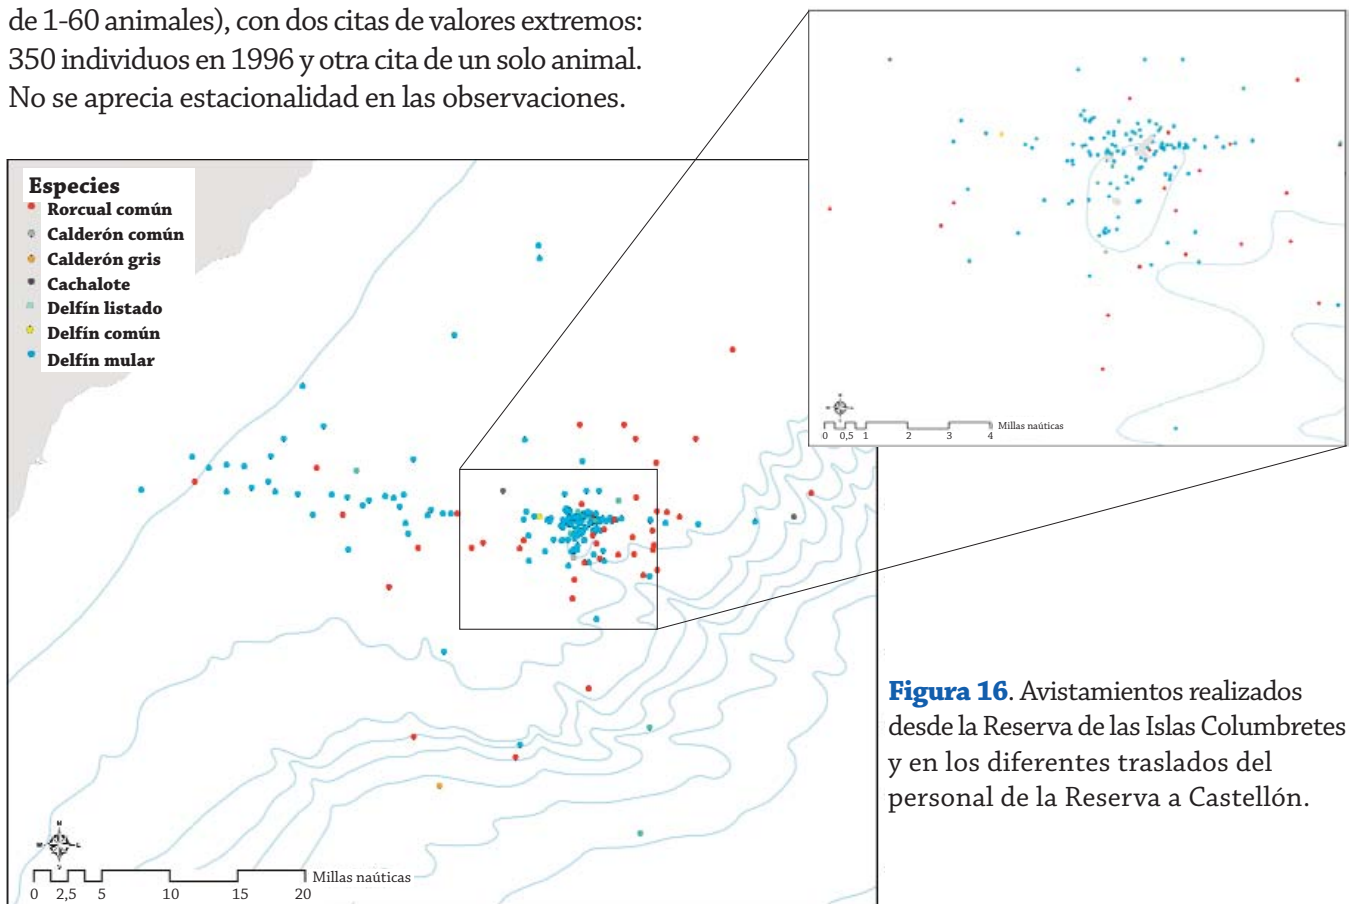 de 1-60 animales), con dos citas de valores extremos:
350 individuos en 1996 y otra cita de un solo animal.
No se aprecia estacionalidad en las observaciones.
Especies
Rorcual común
Calderón común
Calderón gris
Cachalote
Delfín listado
Delfín común
Delfín mular
0 0,5 1 2 3 4 Millas naúticas
N
0 2,5 5 10 15 20 Millas naúticas
Figura 16. Avistamientos realizados
desde la Reserva de las Islas Columbretes
y en los diferentes traslados del
personal de la Reserva a Castellón.